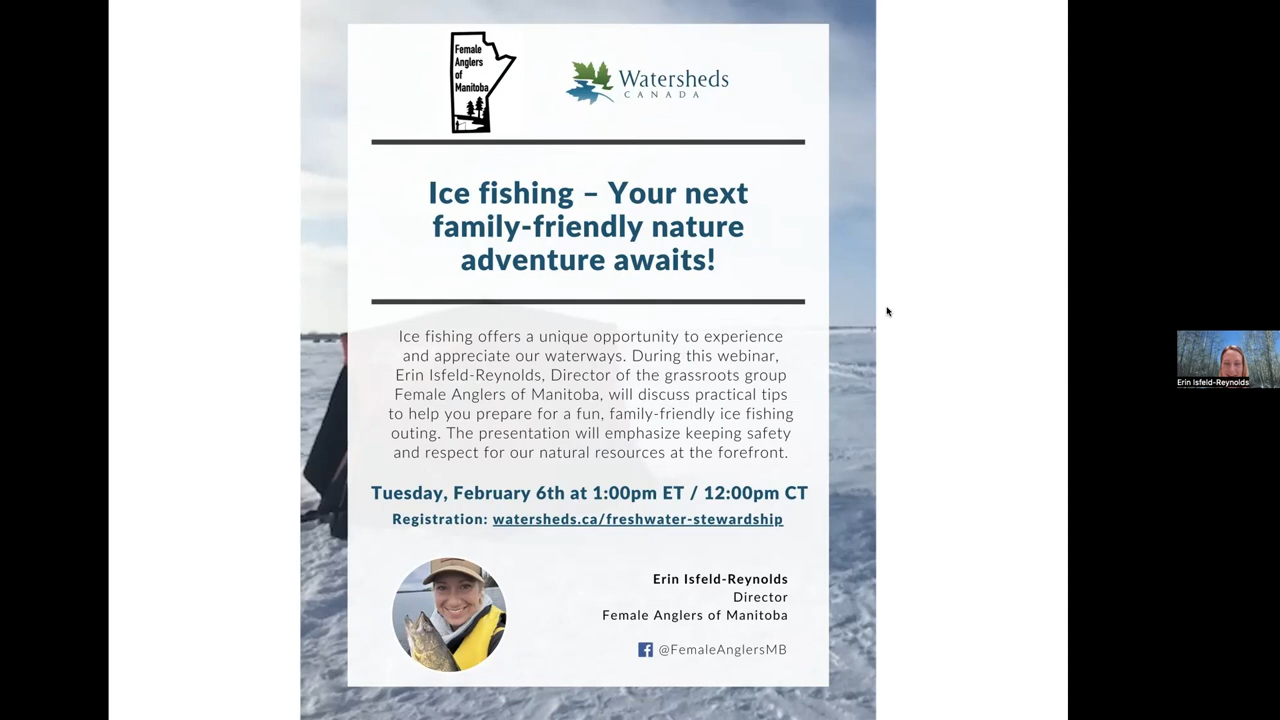 Female
Anglers
of
Manitoba
Watersheds
CANADA
Ice fishing – Your next
family-friendly nature
adventure awaits!
Ice fishing offers a unique opportunity to experience
and appreciate our waterways. During this webinar,
Erin Isfeld-Reynolds, Director of the grassroots group
Female Anglers of Manitoba, will discuss practical tips
to help you prepare for a fun, family-friendly ice fishing
outing. The presentation will emphasize keeping safety
and respect for our natural resources at the forefront.
Tuesday, February 6th at 1:00pm ET / 12:00pm CT
Registration: watersheds.ca/freshwater-stewardship
Erin Isfeld-Reynolds
Director
Female Anglers of Manitoba
@FemaleAnglersMB
Erin Isfeld-Reynolds